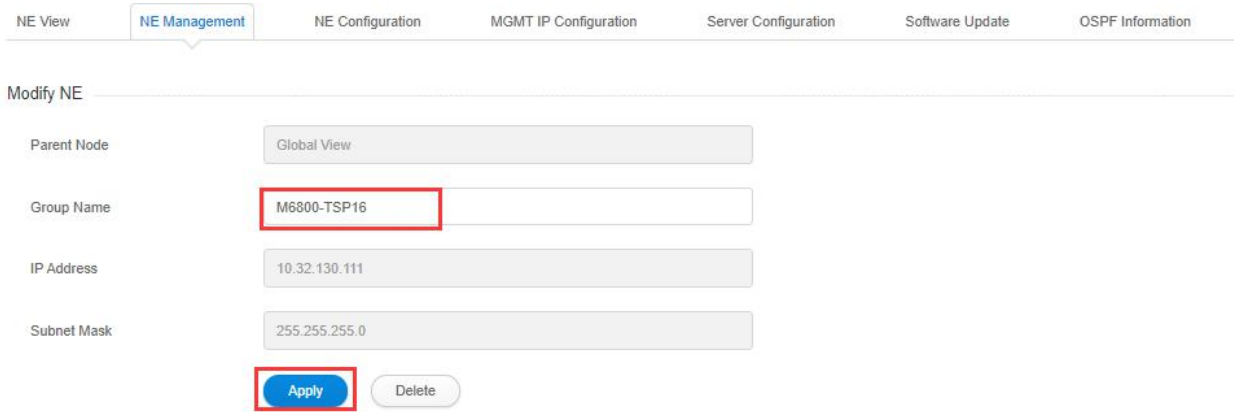 NE View NE Management NE Configuration MGMT IP Configuration Server Configuration Software Update OSPF Information
Modify NE
Parent Node Global View
Group Name M6800-TSP16
IP Address 10.32.130.111
Subnet Mask 255.255.255.0
Apply Delete